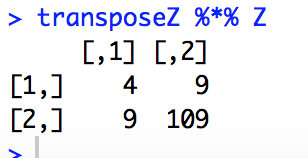 > transposeZ %*% Z
     [,1] [,2]
[1,]    4    9
[2,]    9  109
>